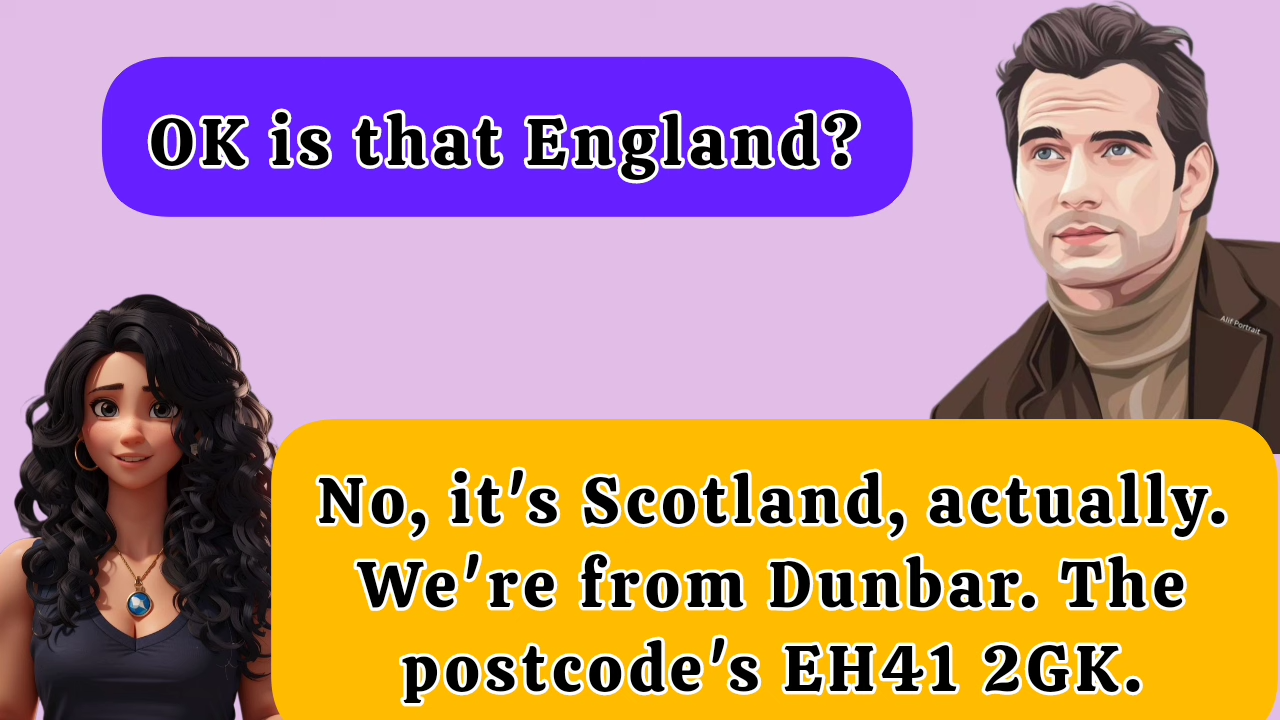 OK is that England?
Alif Portrait
No, it's Scotland, actually.
We're from Dunbar. The
postcode's EH41 2GK.